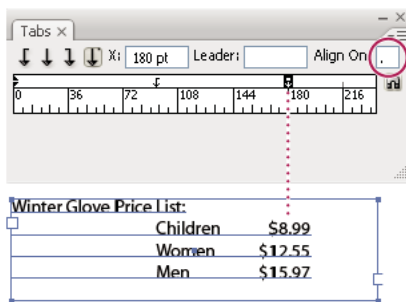 Tabs ×
X: 180 pt Leader: Align On: .
0 36 72 108 144 180 216
Winter Glove Price List:
Children $8.99
Women $12.55
Men $15.97